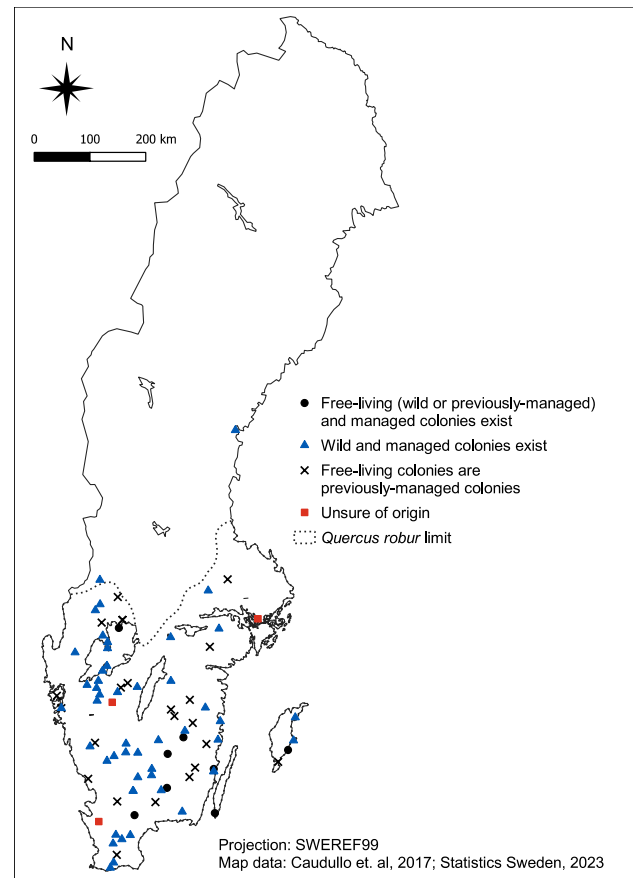 N
0 100 200 km
Free-living (wild or previously-managed)
and managed colonies exist
Wild and managed colonies exist
Free-living colonies are
previously-managed colonies
Unsure of origin
Quercus robur limit
Projection: SWEREF99
Map data: Caudullo et. al, 2017; Statistics Sweden, 2023